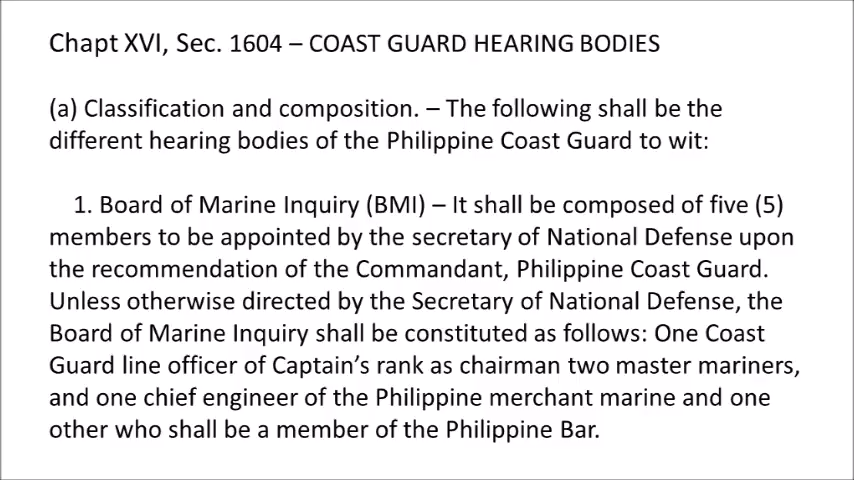 Chapt XVI, Sec. 1604 – COAST GUARD HEARING BODIES
(a) Classification and composition. – The following shall be the
different hearing bodies of the Philippine Coast Guard to wit:
1. Board of Marine Inquiry (BMI) – It shall be composed of five (5)
members to be appointed by the secretary of National Defense upon
the recommendation of the Commandant, Philippine Coast Guard.
Unless otherwise directed by the Secretary of National Defense, the
Board of Marine Inquiry shall be constituted as follows: One Coast
Guard line officer of Captain’s rank as chairman two master mariners,
and one chief engineer of the Philippine merchant marine and one
other who shall be a member of the Philippine Bar.